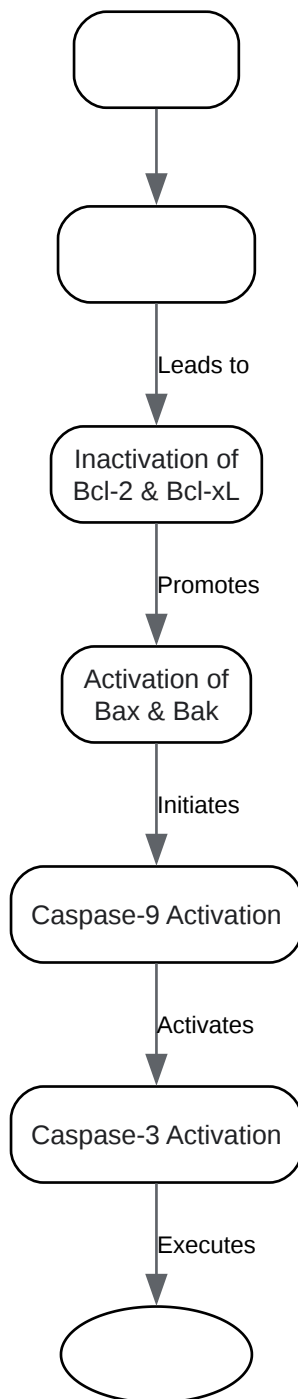 Leads to
Inactivation of
Bcl-2 & Bcl-xL
Promotes
Activation of
Bax & Bak
Initiates
Caspase-9 Activation
Activates
Caspase-3 Activation
Executes